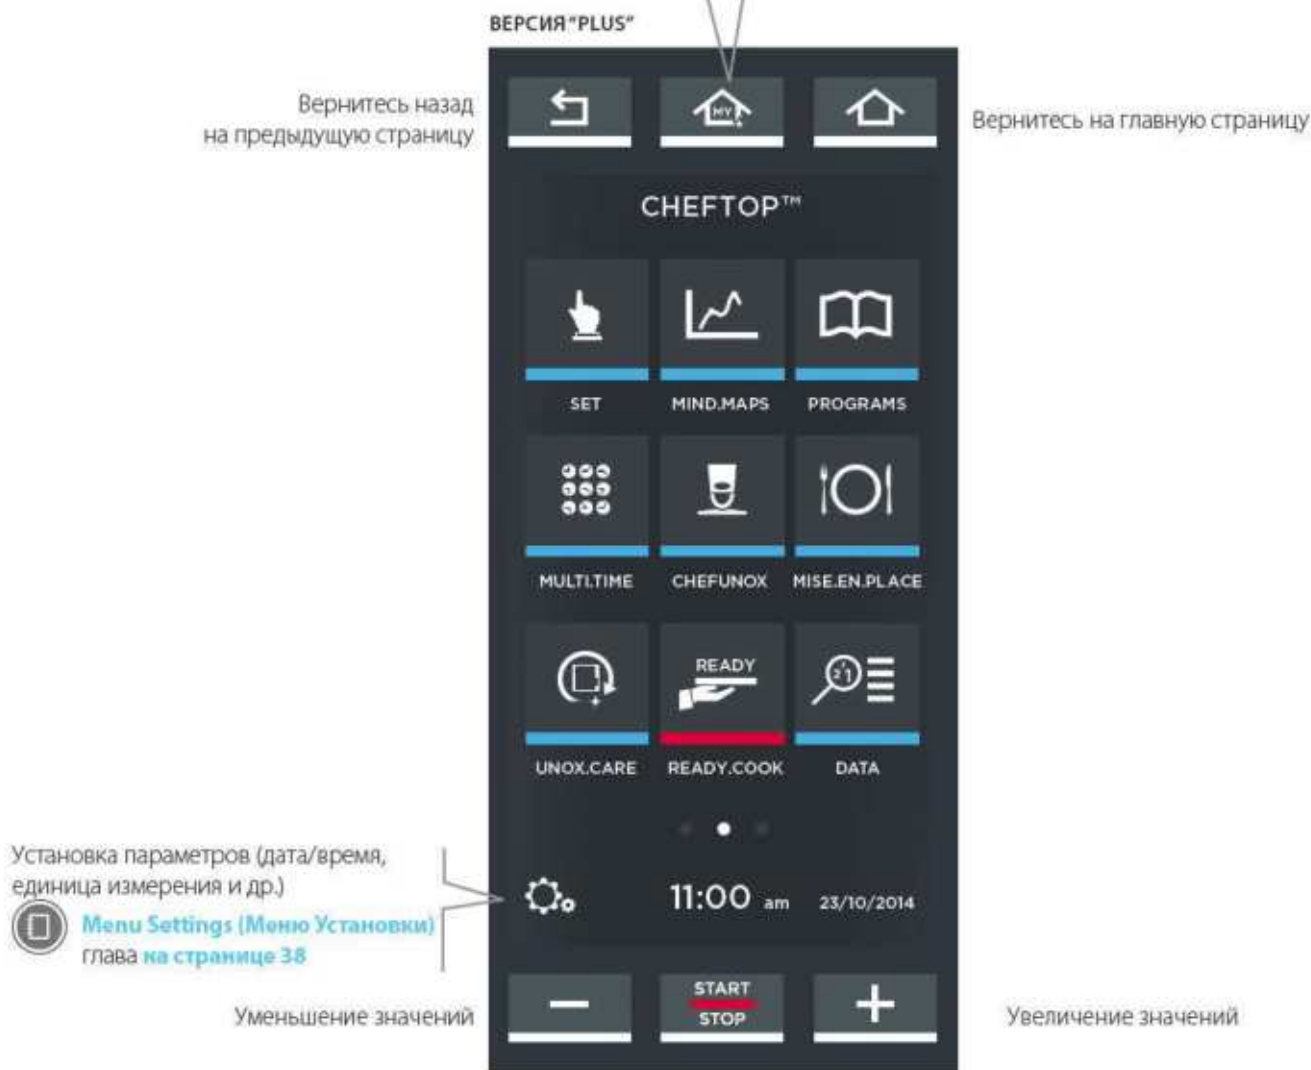 ВЕРСИЯ "PLUS"
Вернитесь назад
на предыдущую страницу
MY
Вернитесь на главную страницу
CHEFTOP™
SET
MIND.MAPS
PROGRAMS
MULTI.TIME
CHEFUNOX
MISE.EN.PLACE
READY
UNOX.CARE
READY.COOK
DATA
Установка параметров (дата/время,
единица измерения и др.)
Menu Settings (Меню Установки)
глава на странице 38
11:00 am
23/10/2014
Уменьшение значений
START
STOP
Увеличение значений